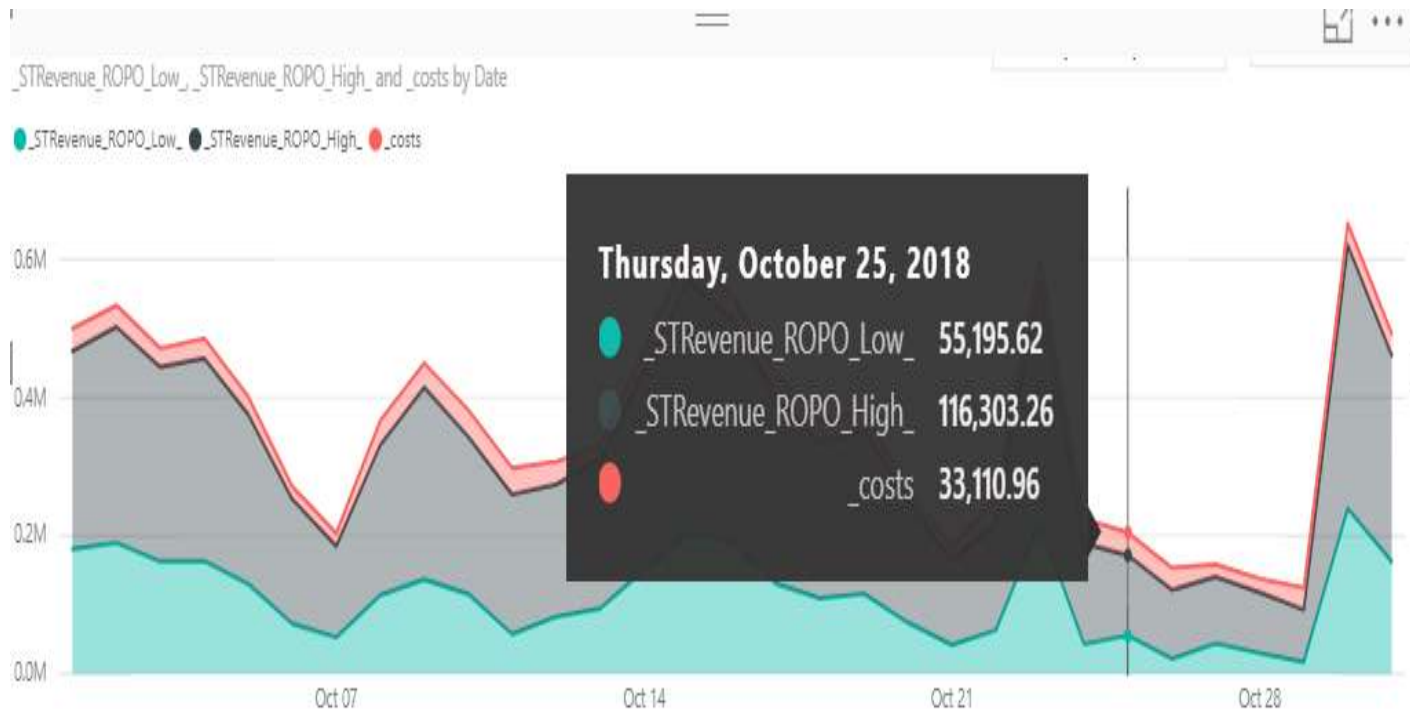 _STRevenue_ROPO_Low_, _STRevenue_ROPO_High_ and _costs by Date
_STRevenue_ROPO_Low_ _STRevenue_ROPO_High_ _costs
0.6M
0.4M
0.2M
0.0M
Thursday, October 25, 2018
_STRevenue_ROPO_Low_ 55,195.62
_STRevenue_ROPO_High_ 116,303.26
_costs 33,110.96
Oct 07 Oct 14 Oct 21 Oct 28